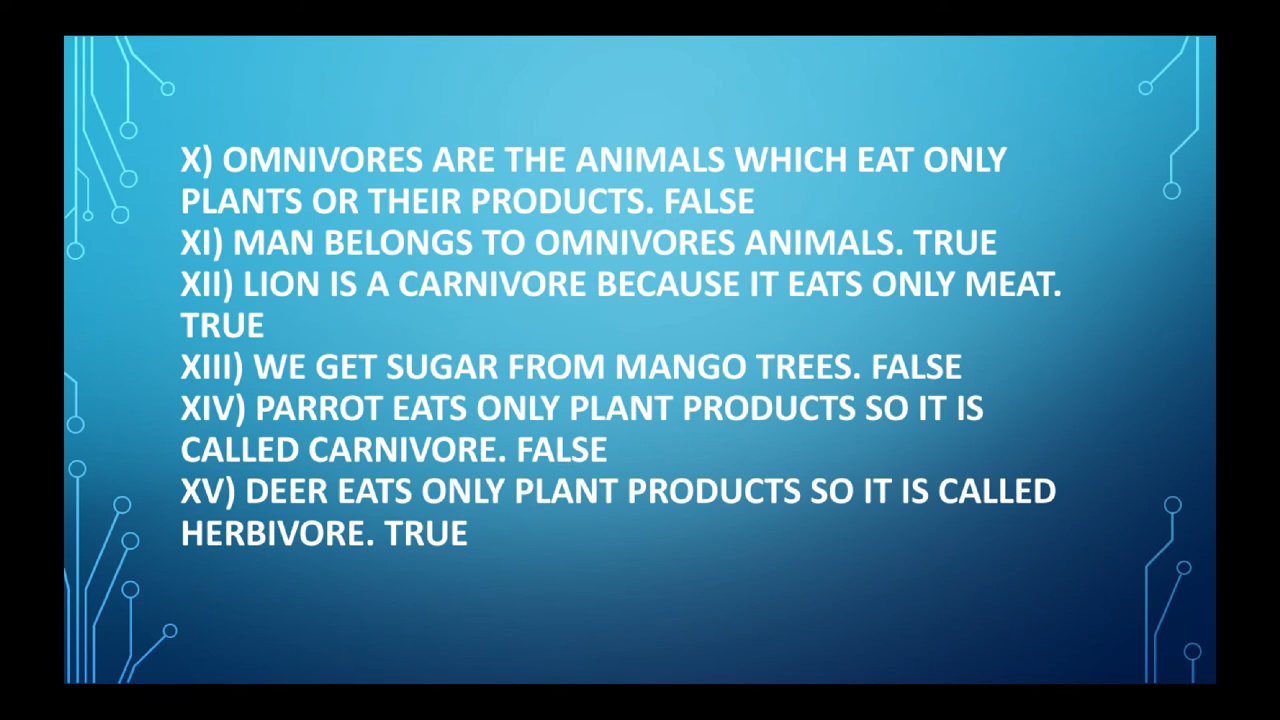 X) OMNIVORES ARE THE ANIMALS WHICH EAT ONLY
PLANTS OR THEIR PRODUCTS. FALSE
XI) MAN BELONGS TO OMNIVORES ANIMALS. TRUE
XII) LION IS A CARNIVORE BECAUSE IT EATS ONLY MEAT.
TRUE
XIII) WE GET SUGAR FROM MANGO TREES. FALSE
XIV) PARROT EATS ONLY PLANT PRODUCTS SO IT IS
CALLED CARNIVORE. FALSE
XV) DEER EATS ONLY PLANT PRODUCTS SO IT IS CALLED
HERBIVORE. TRUE